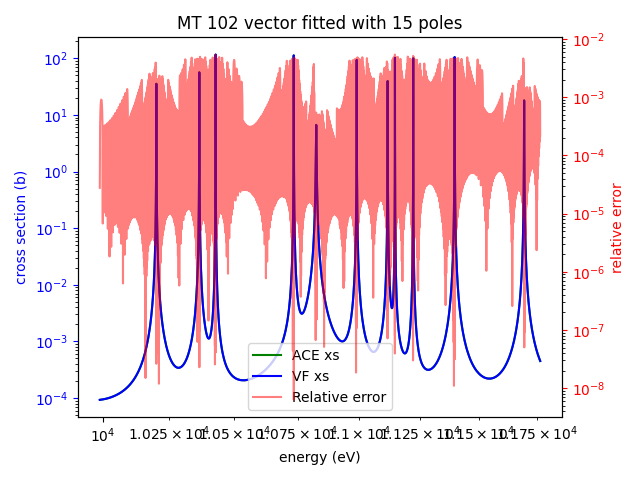 MT 102 vector fitted with 15 poles
10²
10¹
10⁰
10⁻¹
10⁻²
10⁻³
10⁻⁴
cross section (b)
10⁻²
10⁻³
10⁻⁴
10⁻⁵
10⁻⁶
10⁻⁷
10⁻⁸
relative error
ACE xs
VF xs
Relative error
10⁴ 1.025 × 10⁴ 1.05 × 10⁴ 1.075 × 10⁴ 1.1 × 10⁴ 1.125 × 10⁴ 1.15 × 10⁴ 1.175 × 10⁴
energy (eV)